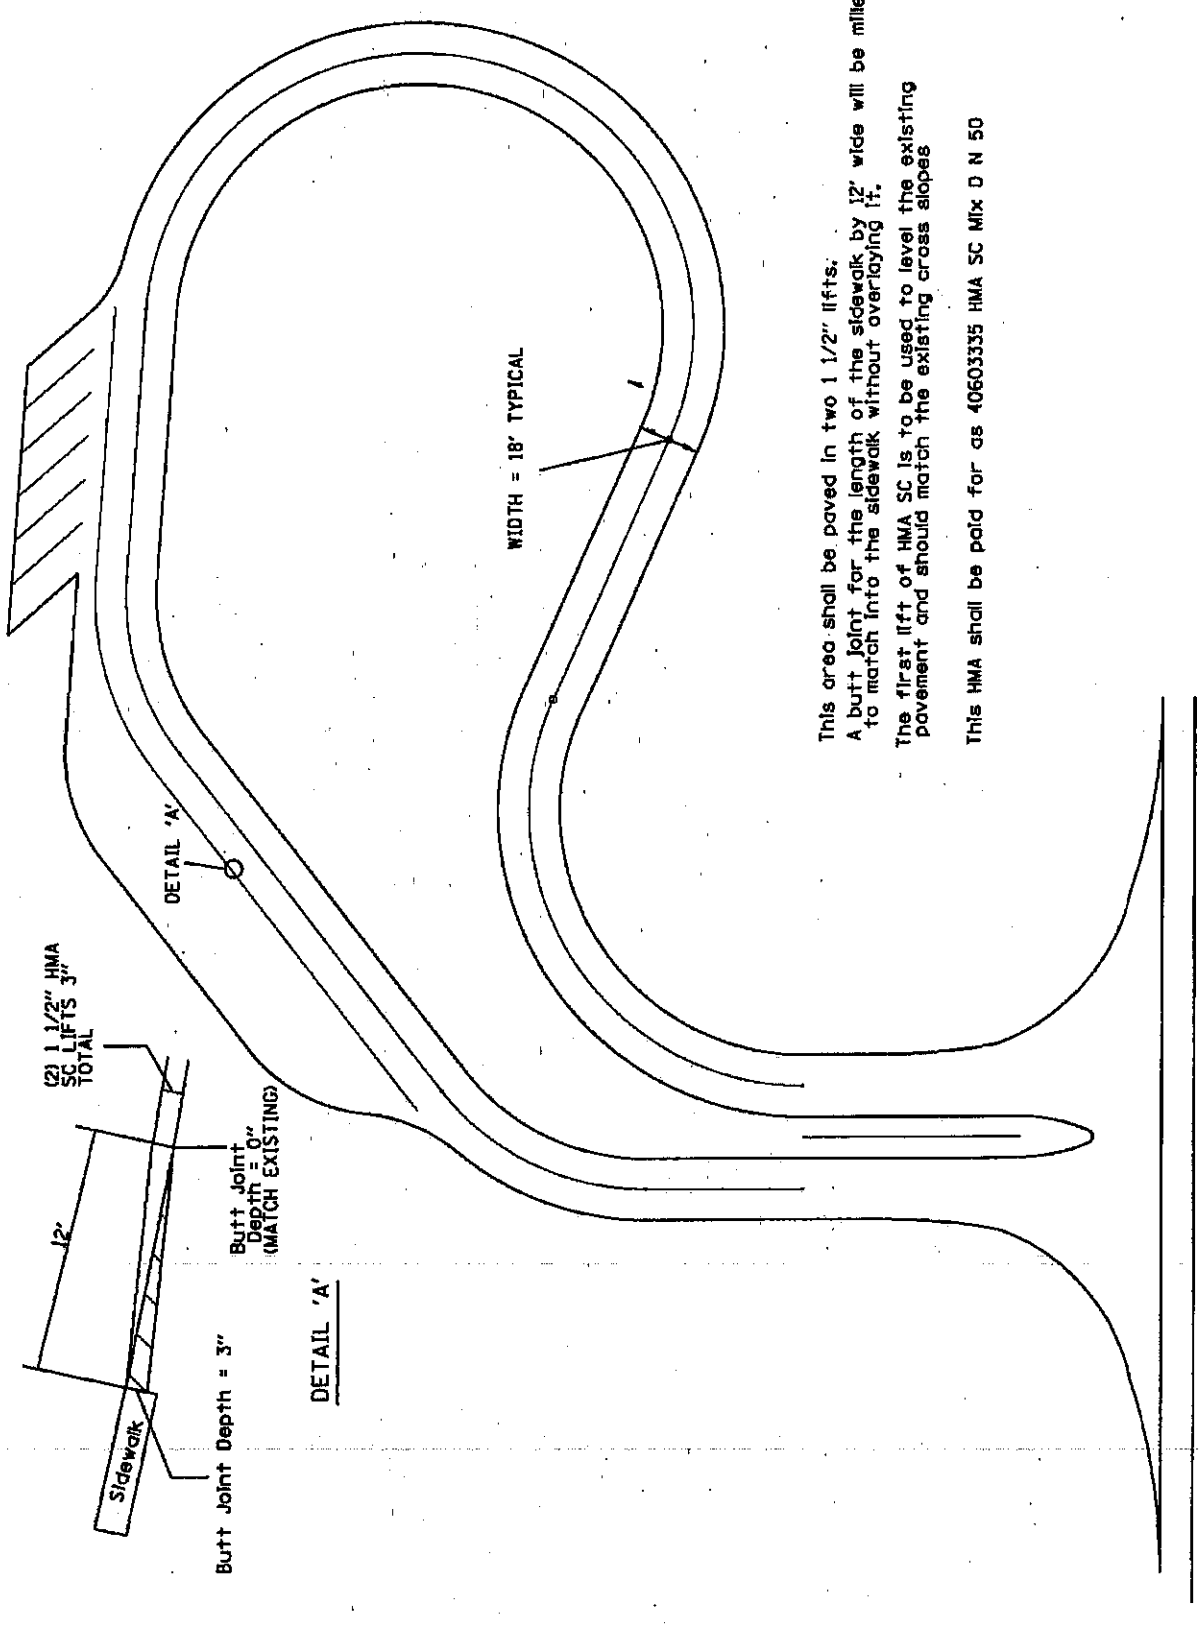 (2) 1 1/2" HMA
SC LIFTS 3"
TOTAL
12'
Sidewalk
Butt Joint
Depth = 0"
(MATCH EXISTING)
Butt Joint Depth = 3"
DETAIL 'A'
DETAIL 'A'
WIDTH = 18' TYPICAL
This area shall be paved in two 1 1/2" lifts.
A butt joint for the length of the sidewalk by 12' wide will be
to match into the sidewalk without overlaying it.
The first lift of HMA SC is to be used to level the existing
pavement and should match the existing cross slopes
This HMA shall be paid for as 40603335 HMA SC Mix D N 50